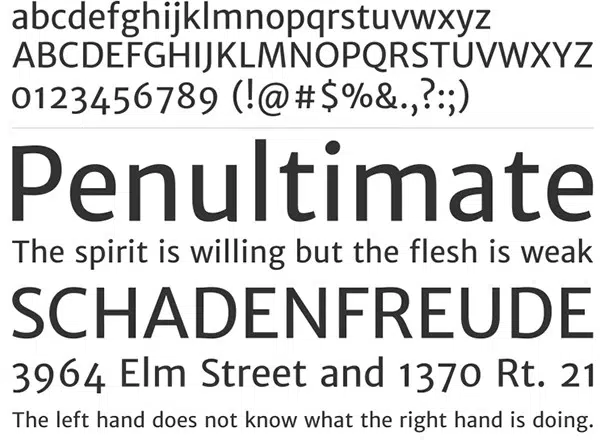 abcdefghijklmnopqrstuvwxyz
ABCDEFGHIJKLMNOPQRSTUVWXYZ
0123456789 (!@#$%&.,?:;)
Penultimate
The spirit is willing but the flesh is weak
SCHADENFREUDE
3964 Elm Street and 1370 Rt. 21
The left hand does not know what the right hand is doing.